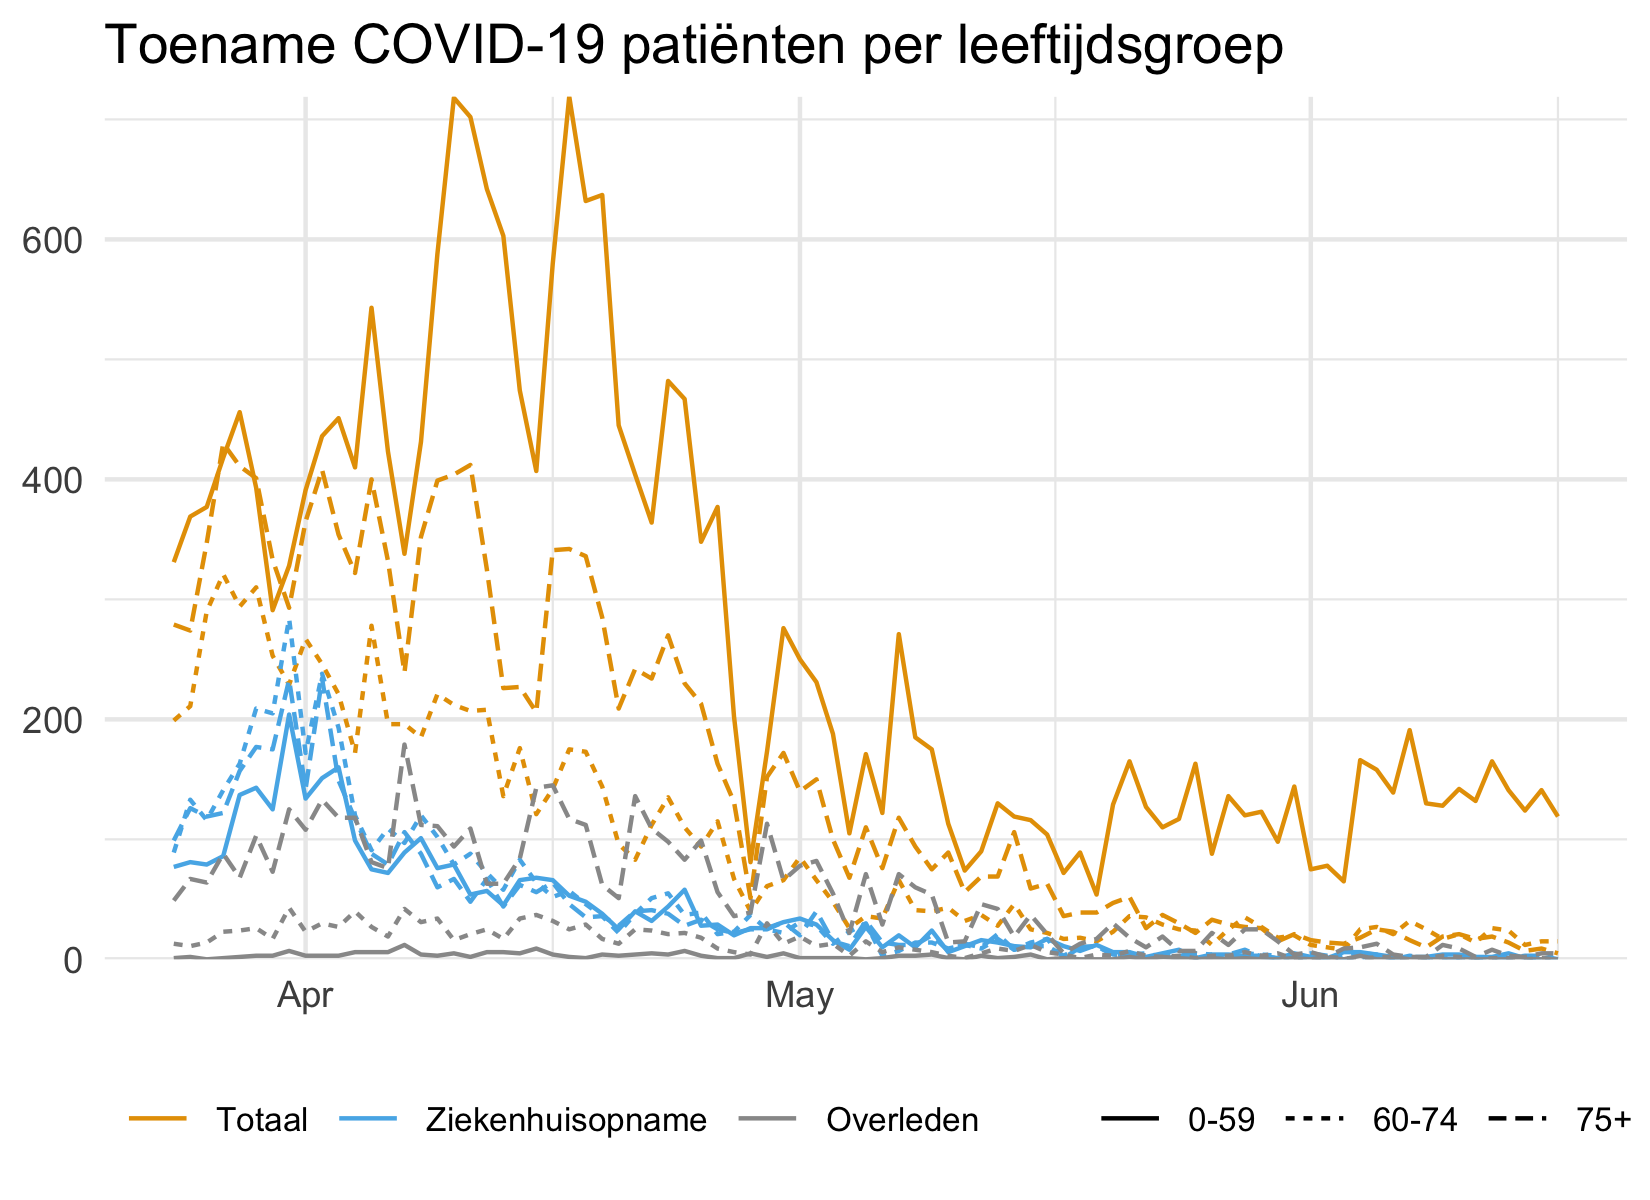 Toename COVID-19 patiënten per leeftijdsgroep
600
400
200
0
Apr May Jun
Totaal Ziekenhuisopname Overleden 0-59 60-74 75+